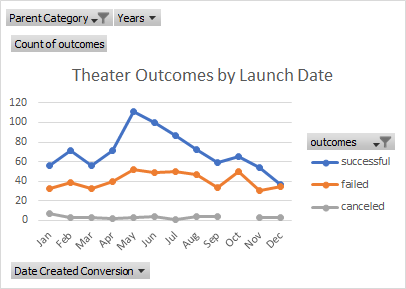 Parent Category Years
Count of outcomes
Theater Outcomes by Launch Date
120
100
80
60
40
20
0
Jan Feb Mar Apr May Jun Jul Aug Sep Oct Nov Dec
outcomes
successful
failed
canceled
Date Created Conversion